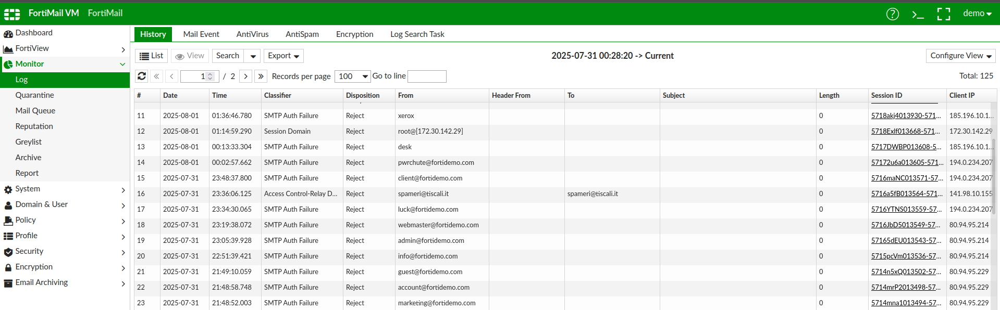 FortiMail VM FortiMail demo
Dashboard
FortiView
Monitor
Log
Quarantine
Mail Queue
Reputation
Greylist
Archive
Report
System
Domain & User
Policy
Profile
Security
Encryption
Email Archiving
History Mail Event AntiVirus AntiSpam Encryption Log Search Task
List View Search Export 2025-07-31 00:28:20 -> Current Configure View
1 / 2 Records per page 100 Go to line Total: 125
# Date Time Classifier Disposition From Header From To Subject Length Session ID Client IP
11 2025-08-01 01:36:46.780 SMTP Auth Failure Reject xerox 0 5718akj4013930-571... 185.196.10.1...
12 2025-08-01 01:14:59.290 Session Domain Reject root@[172.30.142.29] 0 5718Exlf013668-571... 172.30.142.29
13 2025-08-01 00:13:33.304 SMTP Auth Failure Reject desk 0 5717DWBP013608-5... 185.196.10.1...
14 2025-08-01 00:02:57.662 SMTP Auth Failure Reject pwrchute@fortidemo.com 0 57172u6a013605-571... 194.0.234.207
15 2025-07-31 23:48:37.800 SMTP Auth Failure Reject client@fortidemo.com 0 5716maNC013571-57... 194.0.234.207
16 2025-07-31 23:36:06.125 Access Control-Relay D... Reject spameri@tiscali.it spameri@tiscali.it 0 5716a5fB013564-571... 141.98.10.155
17 2025-07-31 23:34:30.065 SMTP Auth Failure Reject luck@fortidemo.com 0 5716YTNS013559-57... 194.0.234.207
18 2025-07-31 23:19:38.072 SMTP Auth Failure Reject webmaster@fortidemo.com 0 5716JbD5013549-57... 80.94.95.214
19 2025-07-31 23:05:39.928 SMTP Auth Failure Reject admin@fortidemo.com 0 57165dEU013543-57... 80.94.95.214
20 2025-07-31 22:51:39.421 SMTP Auth Failure Reject info@fortidemo.com 0 5715pcVm013536-57... 80.94.95.214
21 2025-07-31 21:49:10.059 SMTP Auth Failure Reject guest@fortidemo.com 0 5714n5xQ013502-57... 80.94.95.229
22 2025-07-31 21:48:58.748 SMTP Auth Failure Reject account@fortidemo.com 0 5714mrP2013498-57... 80.94.95.229
23 2025-07-31 21:48:52.003 SMTP Auth Failure Reject marketing@fortidemo.com 0 5714mna1013494-57... 80.94.95.229